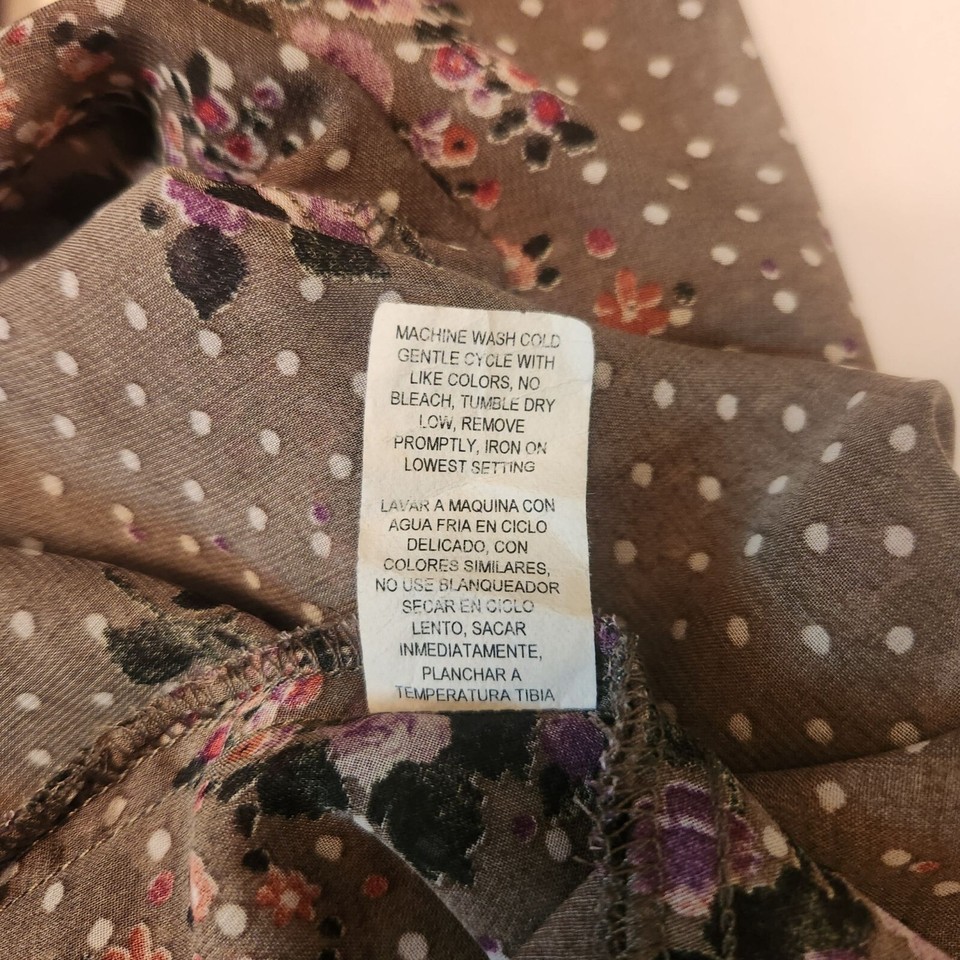 MACHINE WASH COLD
GENTLE CYCLE WITH
LIKE COLORS, NO
BLEACH, TUMBLE DRY
LOW, REMOVE
PROMPTLY, IRON ON
LOWEST SETTING
LAVAR A MAQUINA CON
AGUA FRIA EN CICLO
DELICADO, CON
COLORES SIMILARES,
NO USE BLANQUEADOR
SECAR EN CICLO
LENTO, SACAR
INMEDIATAMENTE,
PLANCHAR A
TEMPERATURA TIBIA